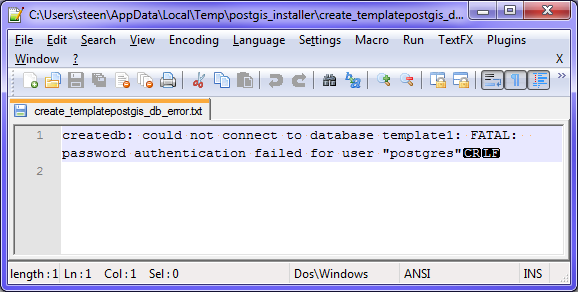 C:\Users\steen\AppData\Local\Temp\postgis_installer\create_templatepostgis_d...
File Edit Search View Encoding Language Settings Macro Run TextFX Plugins
Window ? X
create_templatepostgis_db_error.txt
1 createdb: could not connect to database template1: FATAL:
password authentication failed for user "postgres"CRLF
2
length : 1 Ln : 1 Col : 1 Sel : 0 Dos\Windows ANSI INS